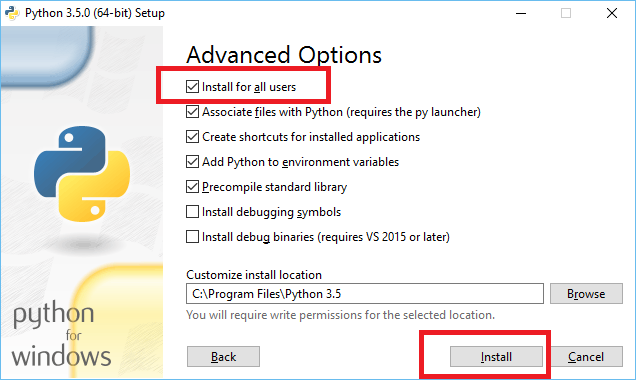 Python 3.5.0 (64-bit) Setup
Advanced Options
Install for all users
Associate files with Python (requires the py launcher)
Create shortcuts for installed applications
Add Python to environment variables
Precompile standard library
Install debugging symbols
Install debug binaries (requires VS 2015 or later)
Customize install location
C:\Program Files\Python 3.5
Browse
You will require write permissions for the selected location.
python
for
windows
Back
Install
Cancel